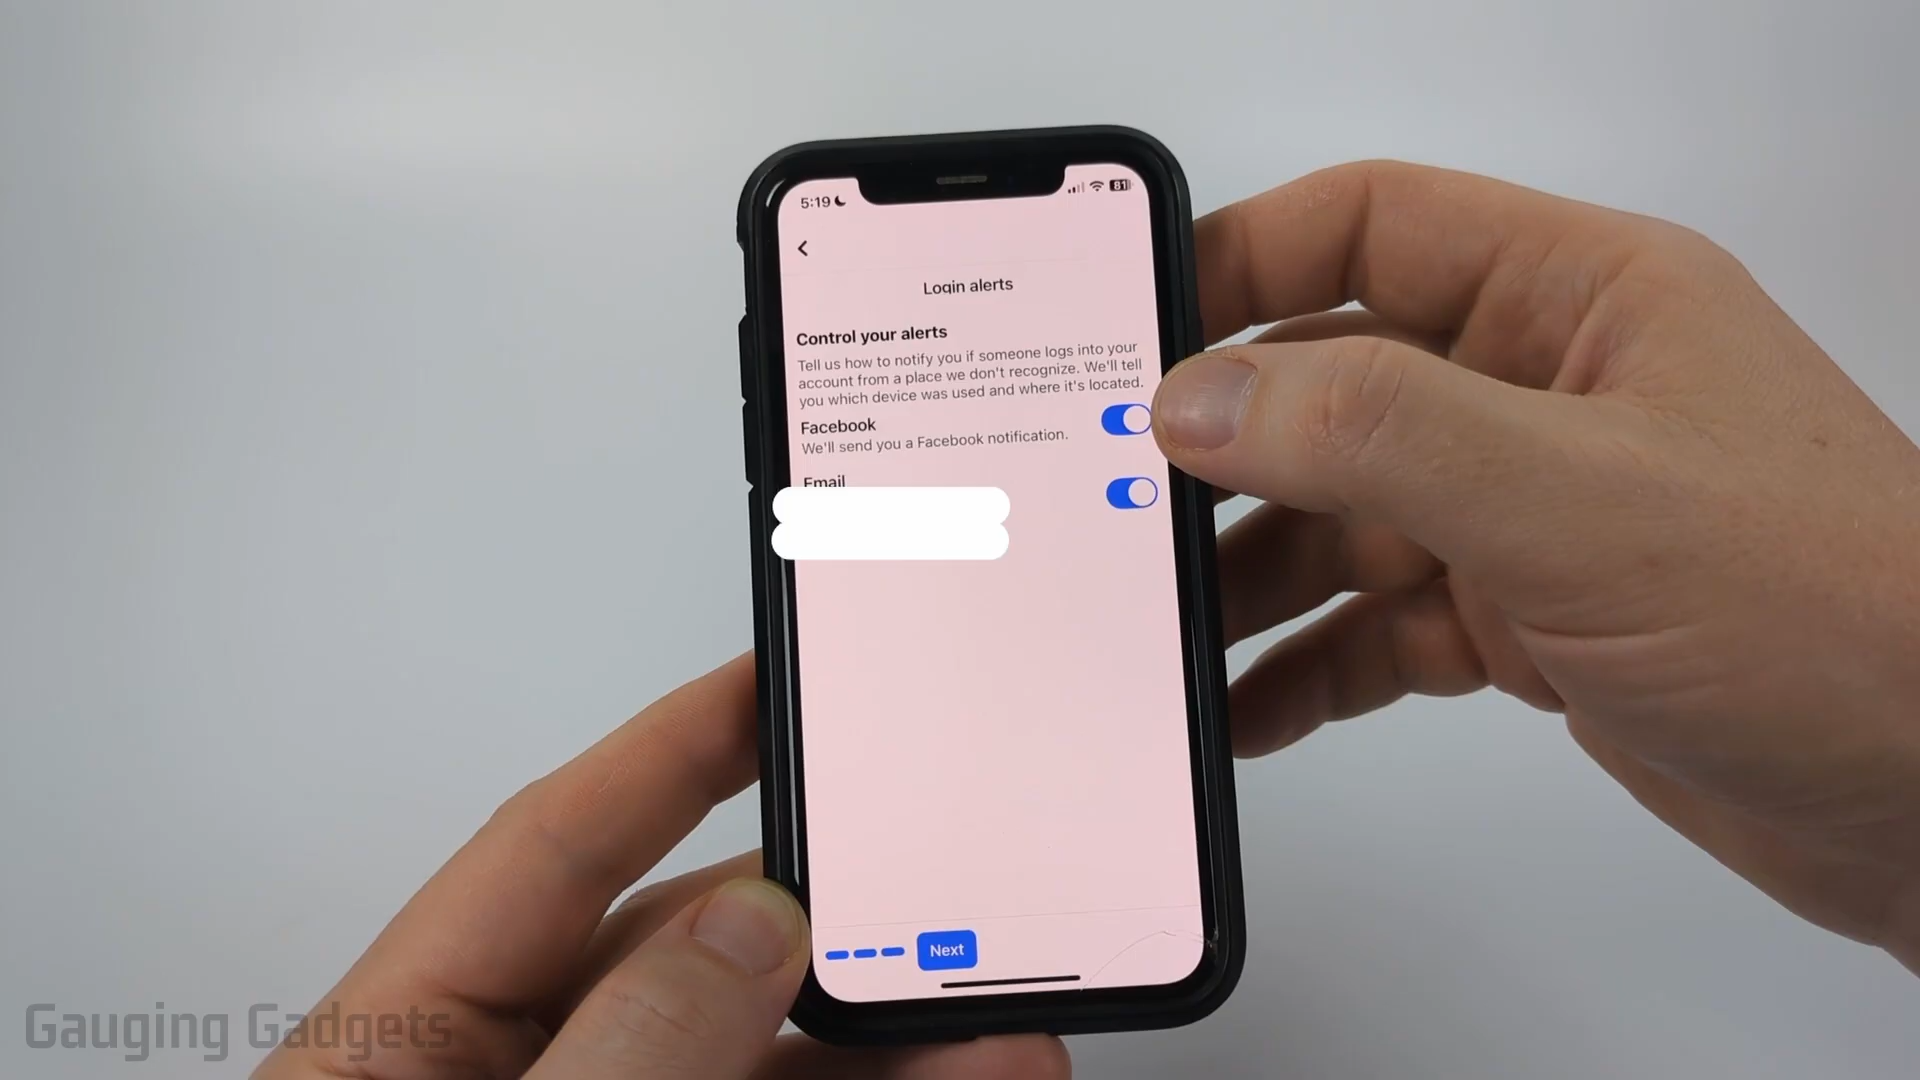 5:19
81
Login alerts
Control your alerts
Tell us how to notify you if someone logs into your
account from a place we don't recognize. We'll tell
you which device was used and where it's located.
Facebook
We'll send you a Facebook notification.
Email
Next
Gauging Gadgets